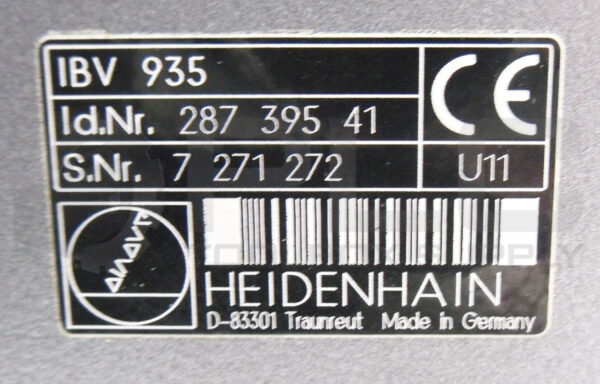 IBV 935
CE
Id.Nr. 287 395 41
S.Nr. 7 271 272 U11
DIADUR
HEIDENHAIN
D-83301 Traunreut Made in Germany